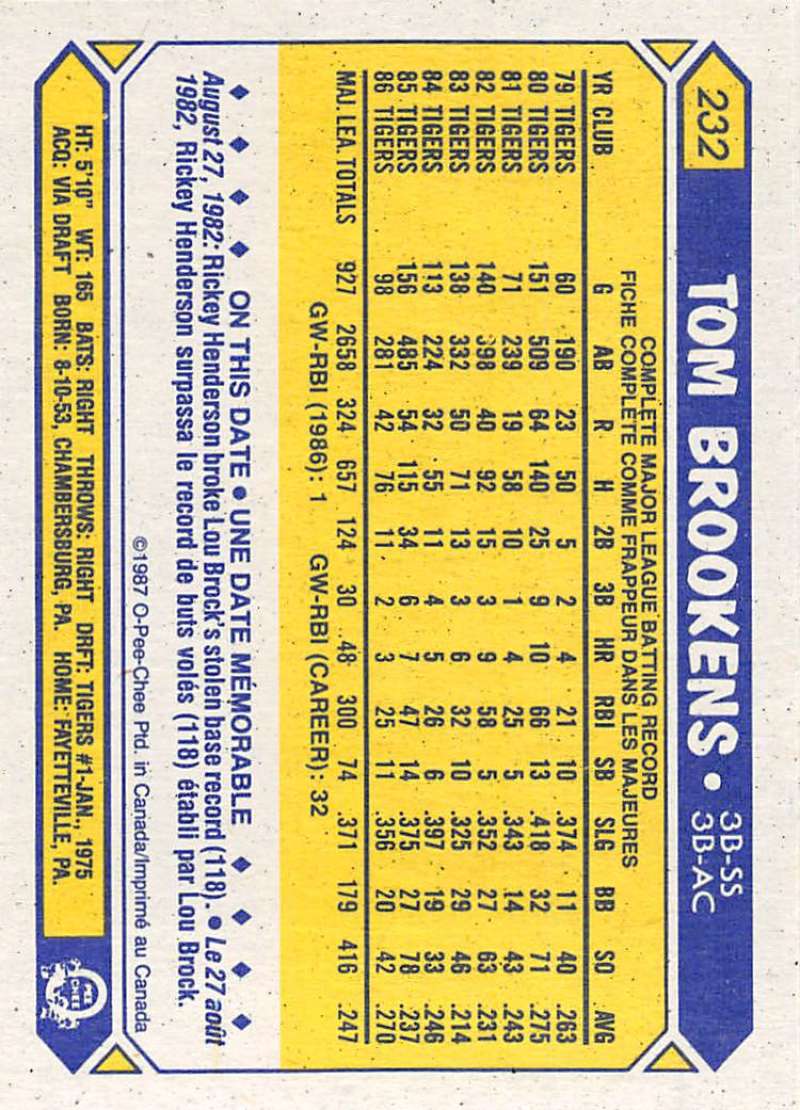 232
TOM BROOKENS • 3B-SS
3B-AC
COMPLETE MAJOR LEAGUE BATTING RECORD
FICHE COMPLÈTE COMME FRAPPEUR DANS LES MAJEURES
YR CLUB G AB R H 2B 3B HR RBI SB SLG BB SO AVG
79 TIGERS 60 190 23 50 5 2 4 21 10 .374 11 40 .263
80 TIGERS 151 509 64 140 25 9 10 66 13 .418 32 71 .275
81 TIGERS 71 239 19 58 10 1 4 25 5 .343 14 43 .243
82 TIGERS 140 398 40 92 15 3 9 58 5 .352 27 63 .231
83 TIGERS 138 332 50 71 13 3 6 32 10 .325 29 46 .214
84 TIGERS 113 224 32 55 11 4 5 26 6 .397 19 33 .246
85 TIGERS 156 485 54 115 34 6 7 47 14 .375 27 78 .237
86 TIGERS 98 281 42 76 11 2 3 25 11 .356 20 42 .270
MAJ. LEA. TOTALS 927 2658 324 657 124 30 48 300 74 .371 179 416 .247
GW-RBI (1986): 1 GW-RBI (CAREER): 32
♦ ♦ ♦ ♦ ON THIS DATE • UNE DATE MÉMORABLE ♦ ♦ ♦ ♦
August 27, 1982: Rickey Henderson broke Lou Brock's stolen base record (118). • Le 27 août
1982, Rickey Henderson surpassa le record de buts volés (118) établi par Lou Brock.
©1987 O-Pee-Chee Ptd. in Canada/Imprimé au Canada
HT: 5'10" WT: 165 BATS: RIGHT THROWS: RIGHT DRFT: TIGERS #1-JAN., 1975
ACQ: VIA DRAFT BORN: 8-10-53, CHAMBERSBURG, PA. HOME: FAYETTEVILLE, PA.
O
PEE
CHEE